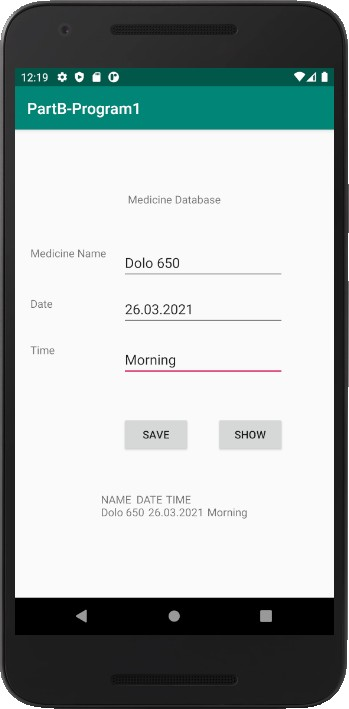 12:19
PartB-Program1
Medicine Database
Medicine Name
Dolo 650
Date
26.03.2021
Time
Morning
SAVE SHOW
NAME DATE TIME
Dolo 650 26.03.2021 Morning